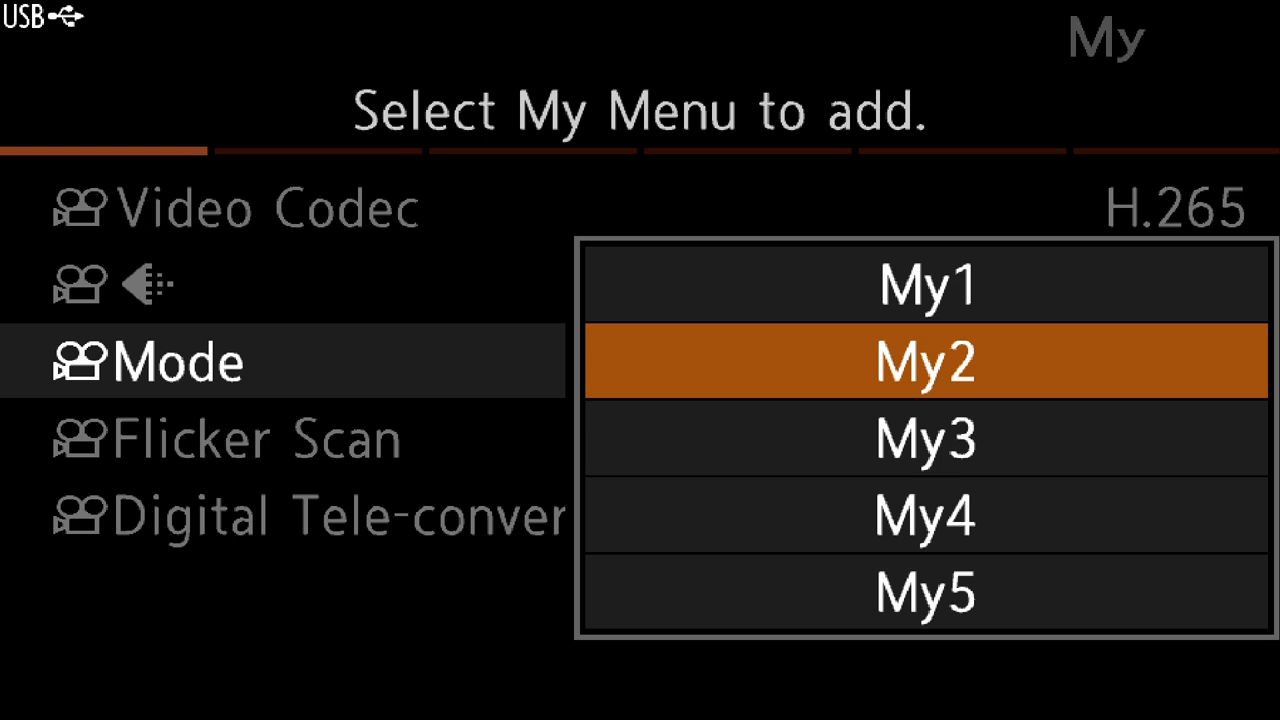 USB
My
Select My Menu to add.
Video Codec H.265
My1
Mode My2
Flicker Scan My3
Digital Tele-conver My4
My5